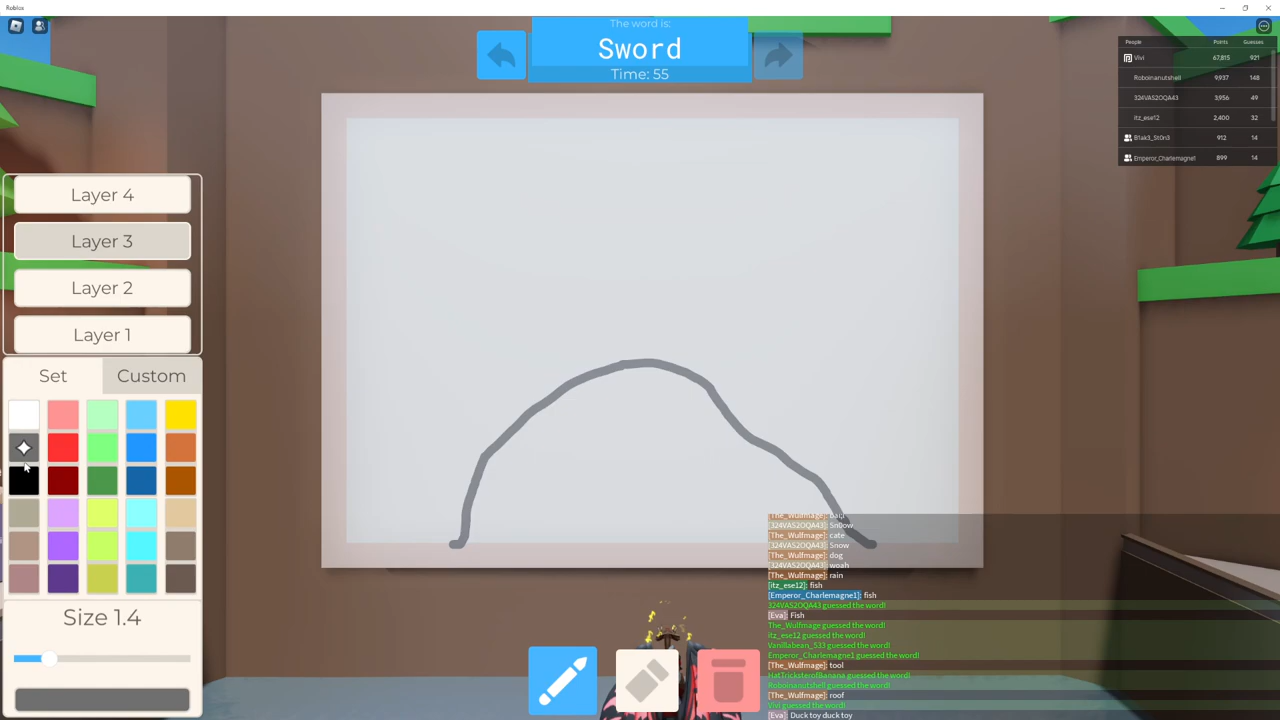 Roblox
The word is:
Sword
Time: 55
People Points Guesses
Vivi 67,815 921
Roboinanutshell 9,937 148
324VAS2OQA43 3,956 49
itz_ese12 2,400 32
B1ak3_St0n3 912 14
Emperor_Charlemagne1 899 14
Layer 4
Layer 3
Layer 2
Layer 1
Set Custom
Size 1.4
[324VAS2OQA43]: Sn0ow
[The_Wulfmage]: cate
[324VAS2OQA43]: Snow
[The_Wulfmage]: dog
[324VAS2OQA43]: woah
[The_Wulfmage]: rain
[itz_ese12]: fish
[Emperor_Charlemagne1]: fish
324VAS2OQA43 guessed the word!
[Eva]: Fish
The_Wulfmage guessed the word!
itz_ese12 guessed the word!
Vanillabean_533 guessed the word!
Emperor_Charlemagne1 guessed the word!
[The_Wulfmage]: tool
HatTricksterofBanana guessed the word!
Roboinanutshell guessed the word!
[The_Wulfmage]: roof
Vivi guessed the word!
[Eva]: Duck toy duck toy